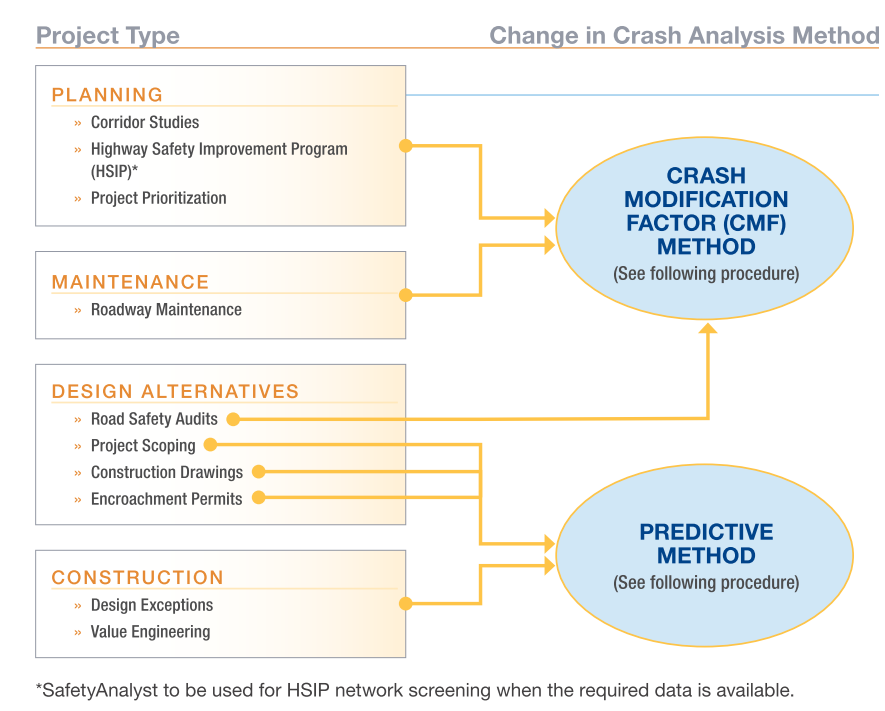 Project Type
Change in Crash Analysis Method
PLANNING
» Corridor Studies
» Highway Safety Improvement Program
(HSIP)*
» Project Prioritization
MAINTENANCE
» Roadway Maintenance
DESIGN ALTERNATIVES
» Road Safety Audits
» Project Scoping
» Construction Drawings
» Encroachment Permits
CONSTRUCTION
» Design Exceptions
» Value Engineering
CRASH
MODIFICATION
FACTOR (CMF)
METHOD
(See following procedure)
PREDICTIVE
METHOD
(See following procedure)
*SafetyAnalyst to be used for HSIP network screening when the required data is available.